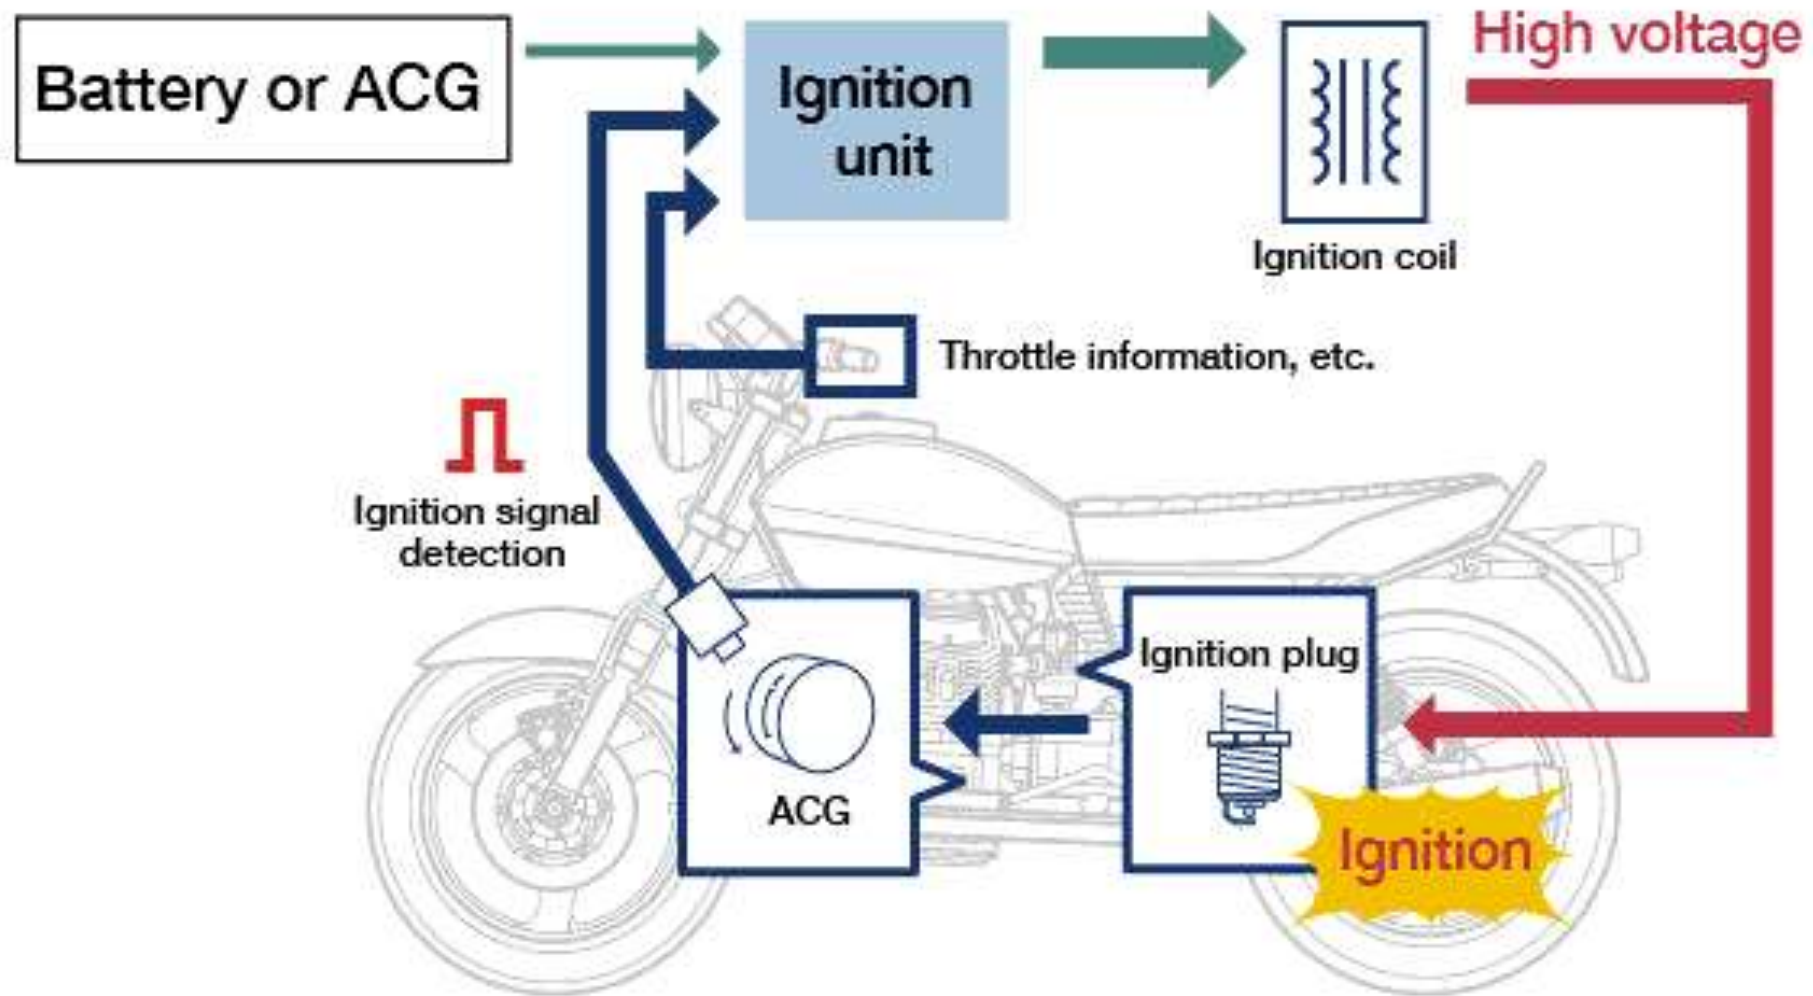 Battery or ACG
Ignition
unit
High voltage
Ignition coil
Throttle information, etc.
Ignition signal
detection
Ignition plug
ACG
Ignition